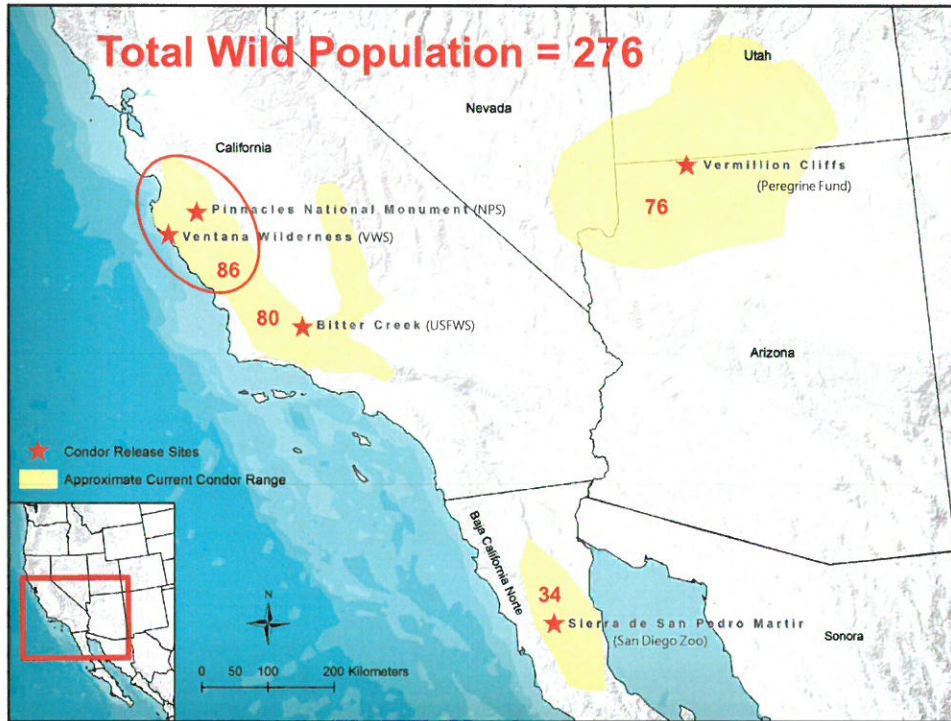 Total Wild Population = 276
Utah
Nevada
California
Vermillion Cliffs
(Peregrine Fund)
76
Pinnacles National Monument (NPS)
Ventana Wilderness (VWS)
86
80
Bitter Creek (USFWS)
Arizona
Condor Release Sites
Approximate Current Condor Range
Baja California Norte
34
Sierra de San Pedro Martir
(San Diego Zoo)
Sonora
N
0 50 100 200 Kilometers